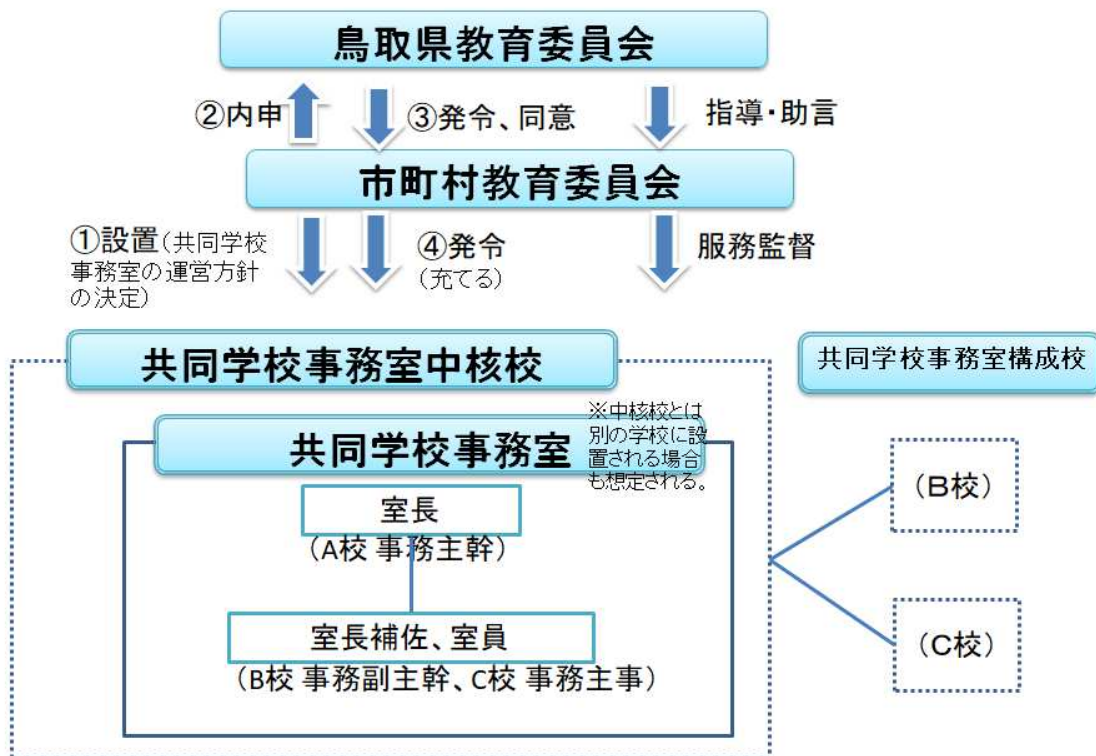 鳥取県教育委員会
②内申
③発令、同意
指導・助言
市町村教育委員会
①設置(共同学校
事務室の運営方針
の決定)
④発令
(充てる)
服務監督
共同学校事務室中核校
共同学校事務室構成校
共同学校事務室
※中核校とは
別の学校に設
置される場合
も想定される。
室長
(A校 事務主幹)
室長補佐、室員
(B校 事務副主幹、C校 事務主事)
(B校)
(C校)